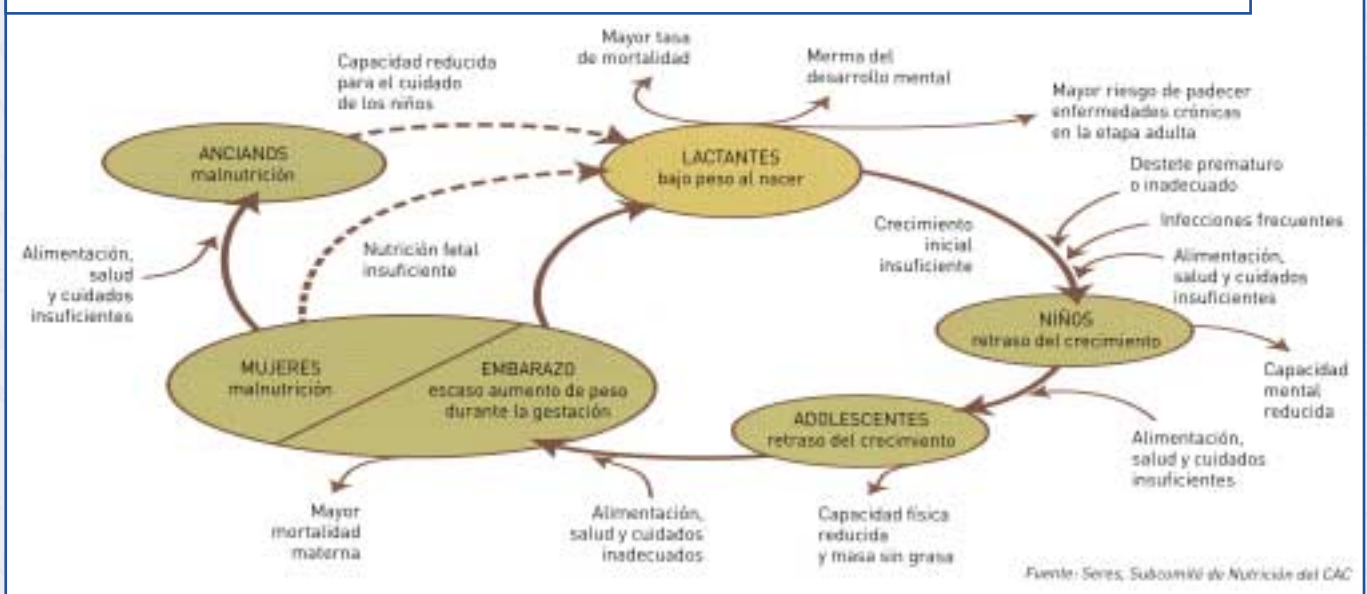 Mayor tasa
de mortalidad
Merma del
desarrollo mental
Mayor riesgo de padecer
enfermedades crónicas
en la etapa adulta
Capacidad reducida
para el cuidado
de los niños
ANCIANOS
malnutrición
LACTANTES
bajo peso al nacer
Destete prematuro
o inadecuado
Infecciones frecuentes
Alimentación,
salud y cuidados
insuficientes
Crecimiento
inicial
insuficiente
Nutrición fetal
insuficiente
Alimentación,
salud
y cuidados
insuficientes
NIÑOS
retraso del crecimiento
Capacidad
mental
reducida
MUJERES
malnutrición
EMBARAZO
escaso aumento de peso
durante la gestación
ADOLESCENTES
retraso del crecimiento
Alimentación,
salud y cuidados
insuficientes
Mayor
mortalidad
materna
Alimentación,
salud y cuidados
inadecuados
Capacidad física
reducida
y masa sin grasa
Fuente: Seres, Subcomité de Nutrición del CAC